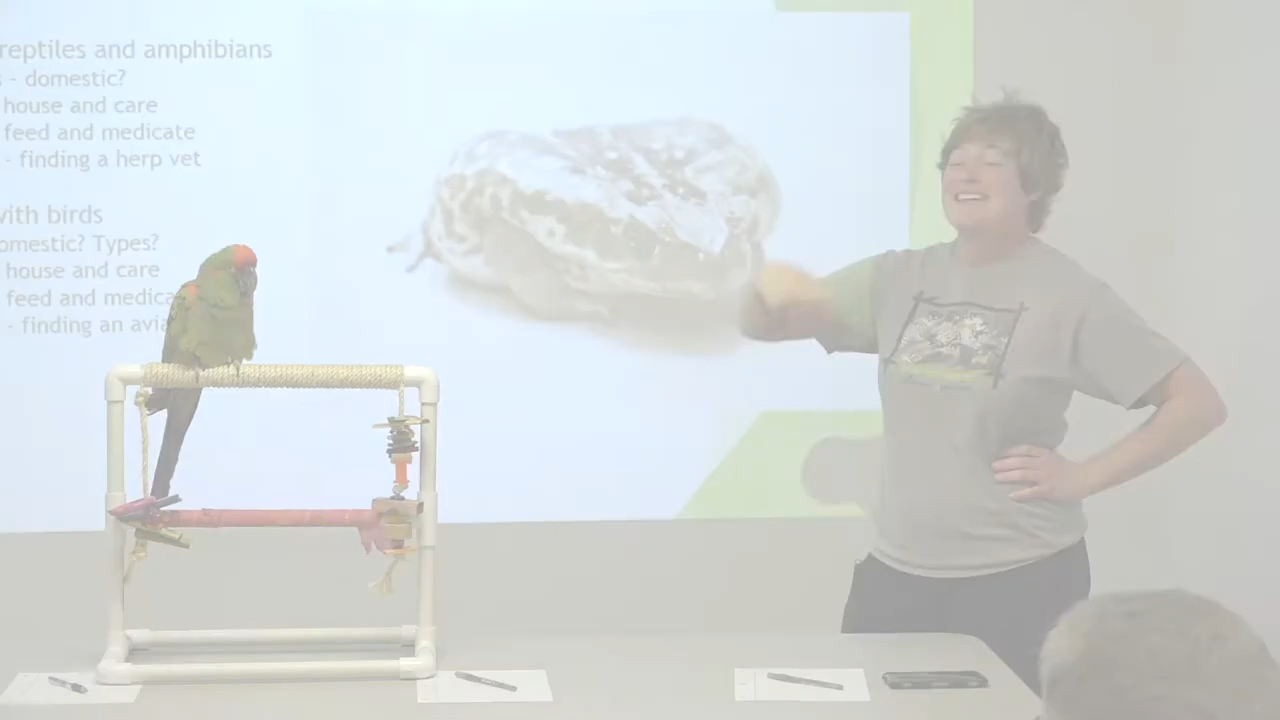 reptiles and amphibians
- domestic?
house and care
feed and medicate
- finding a herp vet
with birds
omestic? Types?
house and care
feed and medica
- finding an avia